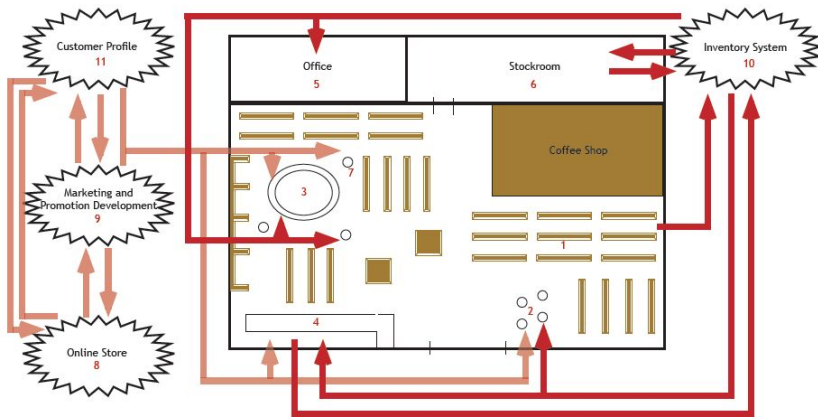 Customer Profile
11
Office
5
Stockroom
6
Inventory System
10
Coffee Shop
7
3
Marketing and
Promotion Development
9
1
2
4
Online Store
8